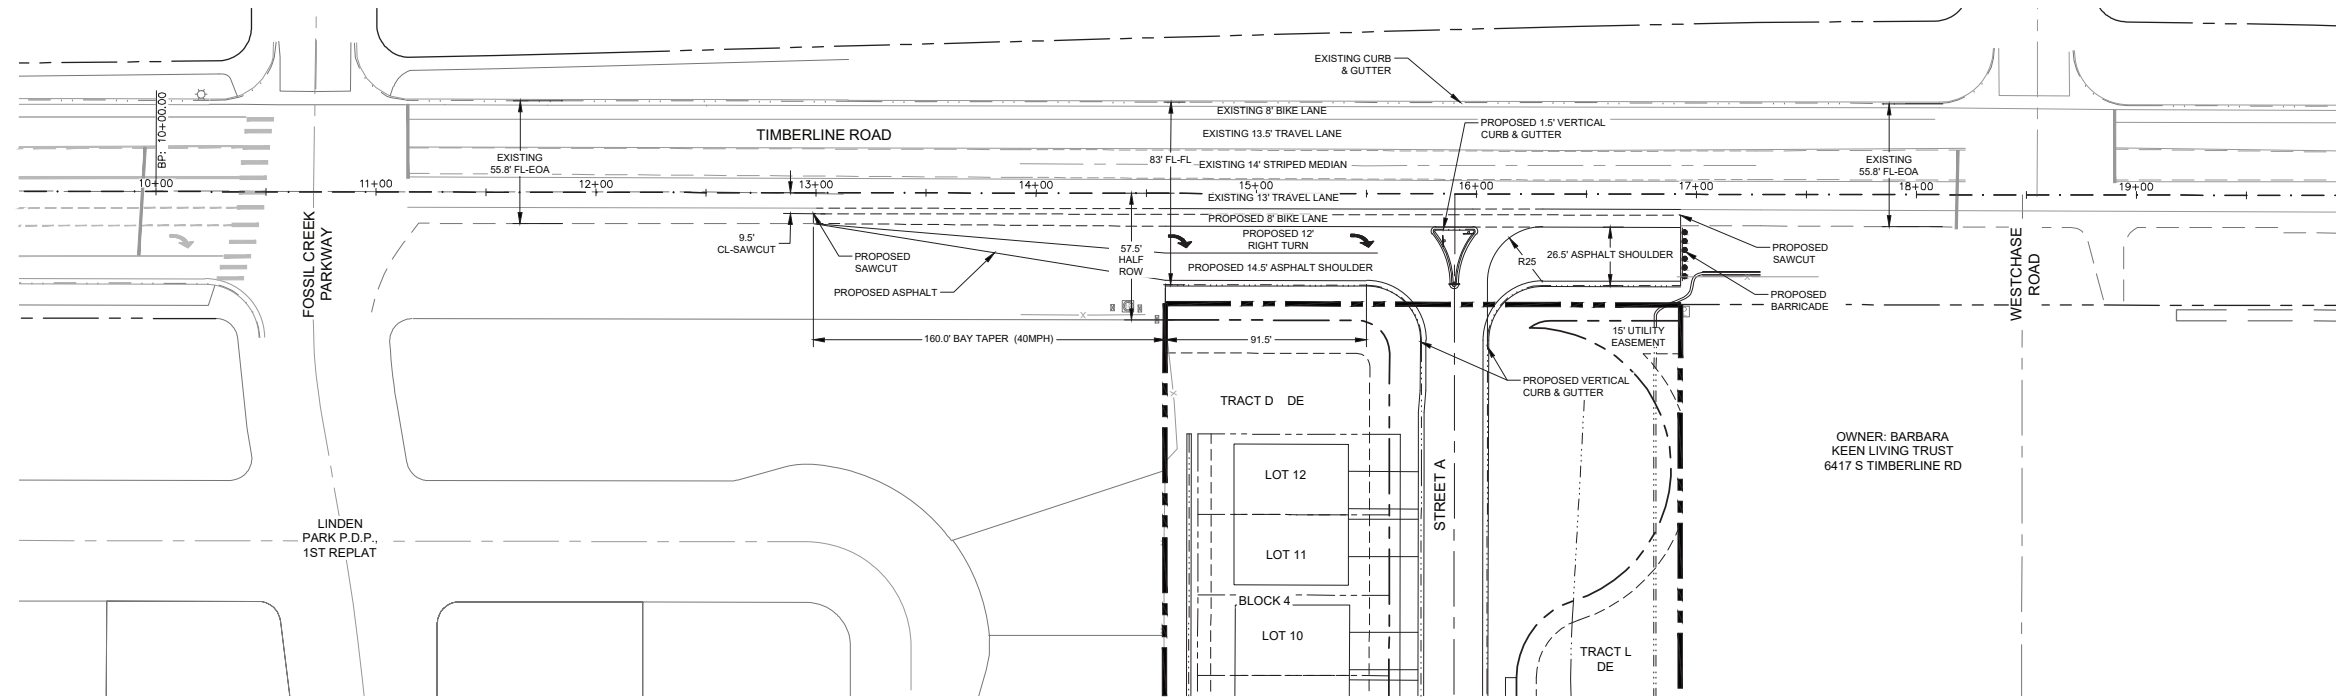 EXISTING CURB
& GUTTER
BP: 10+00.00
EXISTING 8' BIKE LANE
PROPOSED 1.5' VERTICAL
CURB & GUTTER
TIMBERLINE ROAD
EXISTING 13.5' TRAVEL LANE
EXISTING
55.8' FL-EOA
83' FL-FL
EXISTING 14' STRIPED MEDIAN
EXISTING
55.8' FL-EOA
10+00
11+00
12+00
13+00
14+00
15+00
16+00
17+00
18+00
19+00
EXISTING 13' TRAVEL LANE
PROPOSED 8' BIKE LANE
9.5'
CL-SAWCUT
PROPOSED
SAWCUT
PROPOSED ASPHALT
57.5'
HALF
ROW
PROPOSED 12'
RIGHT TURN
PROPOSED 14.5' ASPHALT SHOULDER
R25
26.5' ASPHALT SHOULDER
PROPOSED
SAWCUT
PROPOSED
BARRICADE
FOSSIL CREEK
PARKWAY
WESTCHASE
ROAD
160.0' BAY TAPER (40MPH)
91.5'
15' UTILITY
EASEMENT
PROPOSED VERTICAL
CURB & GUTTER
TRACT D DE
OWNER: BARBARA
KEEN LIVING TRUST
6417 S TIMBERLINE RD
LOT 12
STREET A
LINDEN
PARK P.D.P.,
1ST REPLAT
LOT 11
BLOCK 4
LOT 10
TRACT L
DE